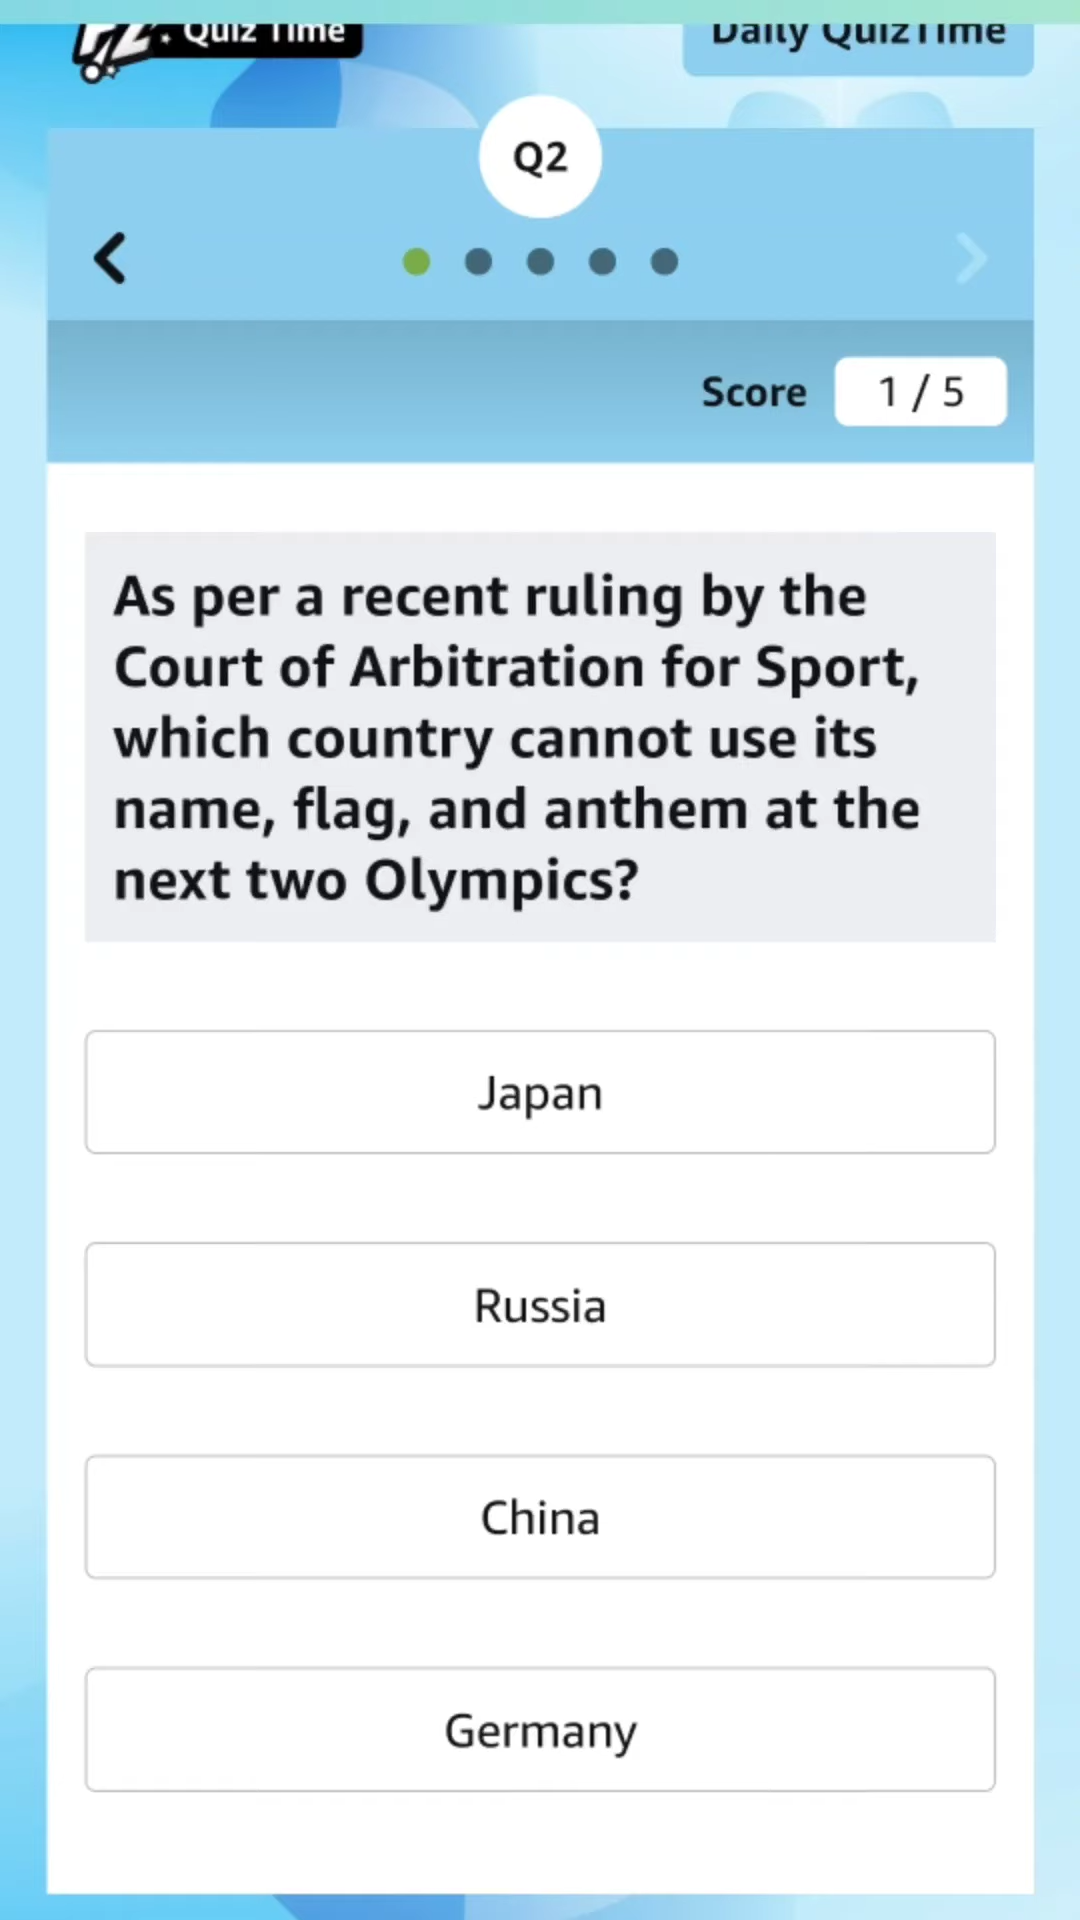 Quiz Time
Daily QuizTime
Q2
Score 1 / 5
As per a recent ruling by the
Court of Arbitration for Sport,
which country cannot use its
name, flag, and anthem at the
next two Olympics?
Japan
Russia
China
Germany